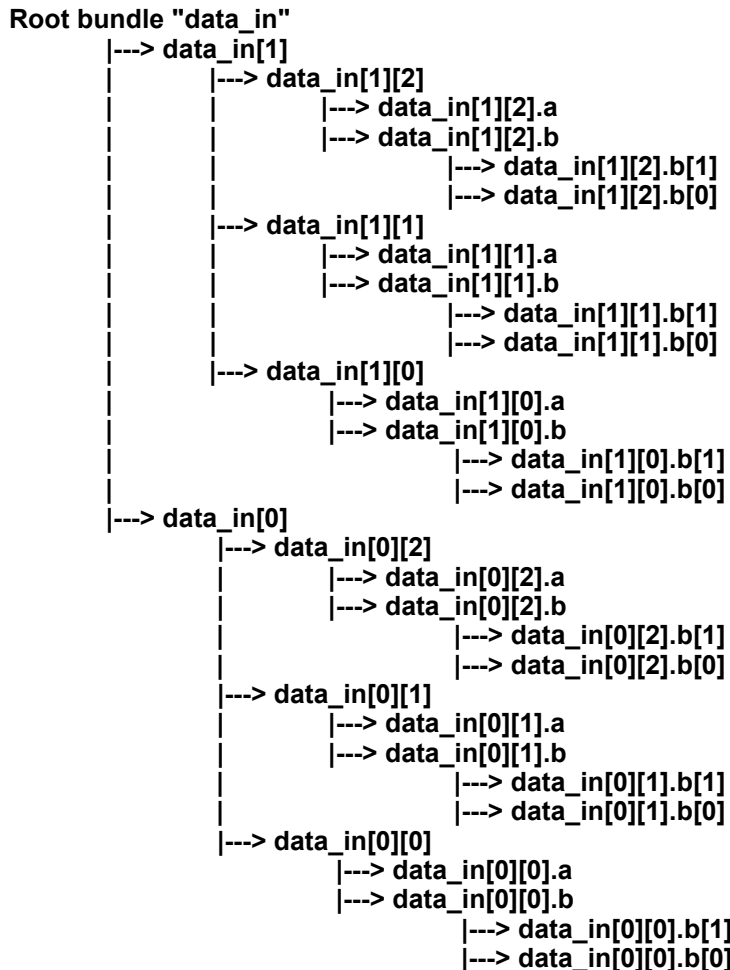 Root bundle "data_in"
|---> data_in[1]
| |---> data_in[1][2]
| | |---> data_in[1][2].a
| | |---> data_in[1][2].b
| | |---> data_in[1][2].b[1]
| | |---> data_in[1][2].b[0]
| |---> data_in[1][1]
| | |---> data_in[1][1].a
| | |---> data_in[1][1].b
| | |---> data_in[1][1].b[1]
| | |---> data_in[1][1].b[0]
| |---> data_in[1][0]
| |---> data_in[1][0].a
| |---> data_in[1][0].b
| |---> data_in[1][0].b[1]
| |---> data_in[1][0].b[0]
|---> data_in[0]
|---> data_in[0][2]
| |---> data_in[0][2].a
| |---> data_in[0][2].b
| |---> data_in[0][2].b[1]
| |---> data_in[0][2].b[0]
|---> data_in[0][1]
| |---> data_in[0][1].a
| |---> data_in[0][1].b
| |---> data_in[0][1].b[1]
| |---> data_in[0][1].b[0]
|---> data_in[0][0]
|---> data_in[0][0].a
|---> data_in[0][0].b
|---> data_in[0][0].b[1]
|---> data_in[0][0].b[0]